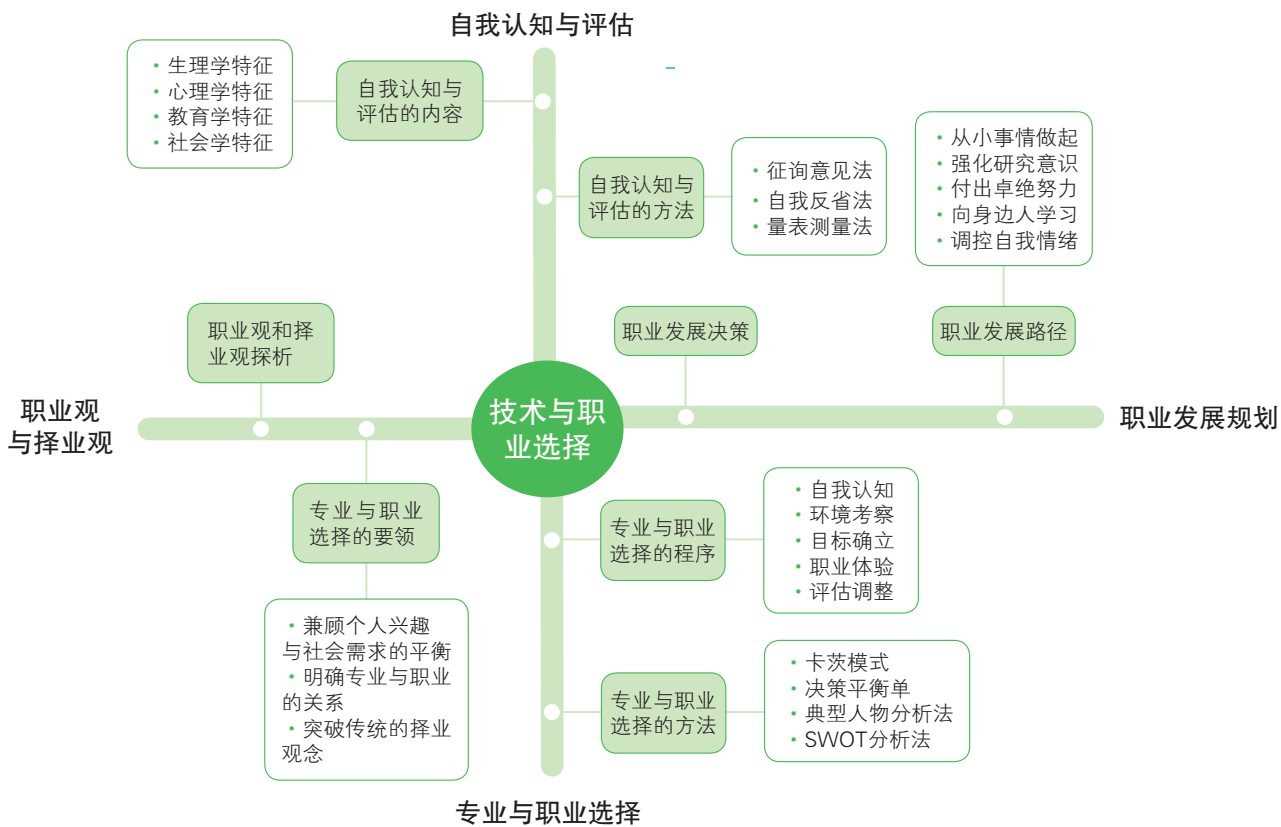 自我认知与评估
· 生理学特征
· 心理学特征
· 教育学特征
· 社会学特征
自我认知与
评估的内容
自我认知与
评估的方法
· 征询意见法
· 自我反省法
· 量表测量法
· 从小事情做起
· 强化研究意识
· 付出卓绝努力
· 向身边人学习
· 调控自我情绪
职业观和择
业观探析
职业发展决策
职业发展路径
职业观
与择业观
技术与职
业选择
职业发展规划
专业与职业
选择的要领
· 兼顾个人兴趣
与社会需求的平衡
· 明确专业与职业
的关系
· 突破传统的择业
观念
专业与职业
选择的程序
· 自我认知
· 环境考察
· 目标确立
· 职业体验
· 评估调整
专业与职业
选择的方法
· 卡茨模式
· 决策平衡单
· 典型人物分析法
· SWOT分析法
专业与职业选择